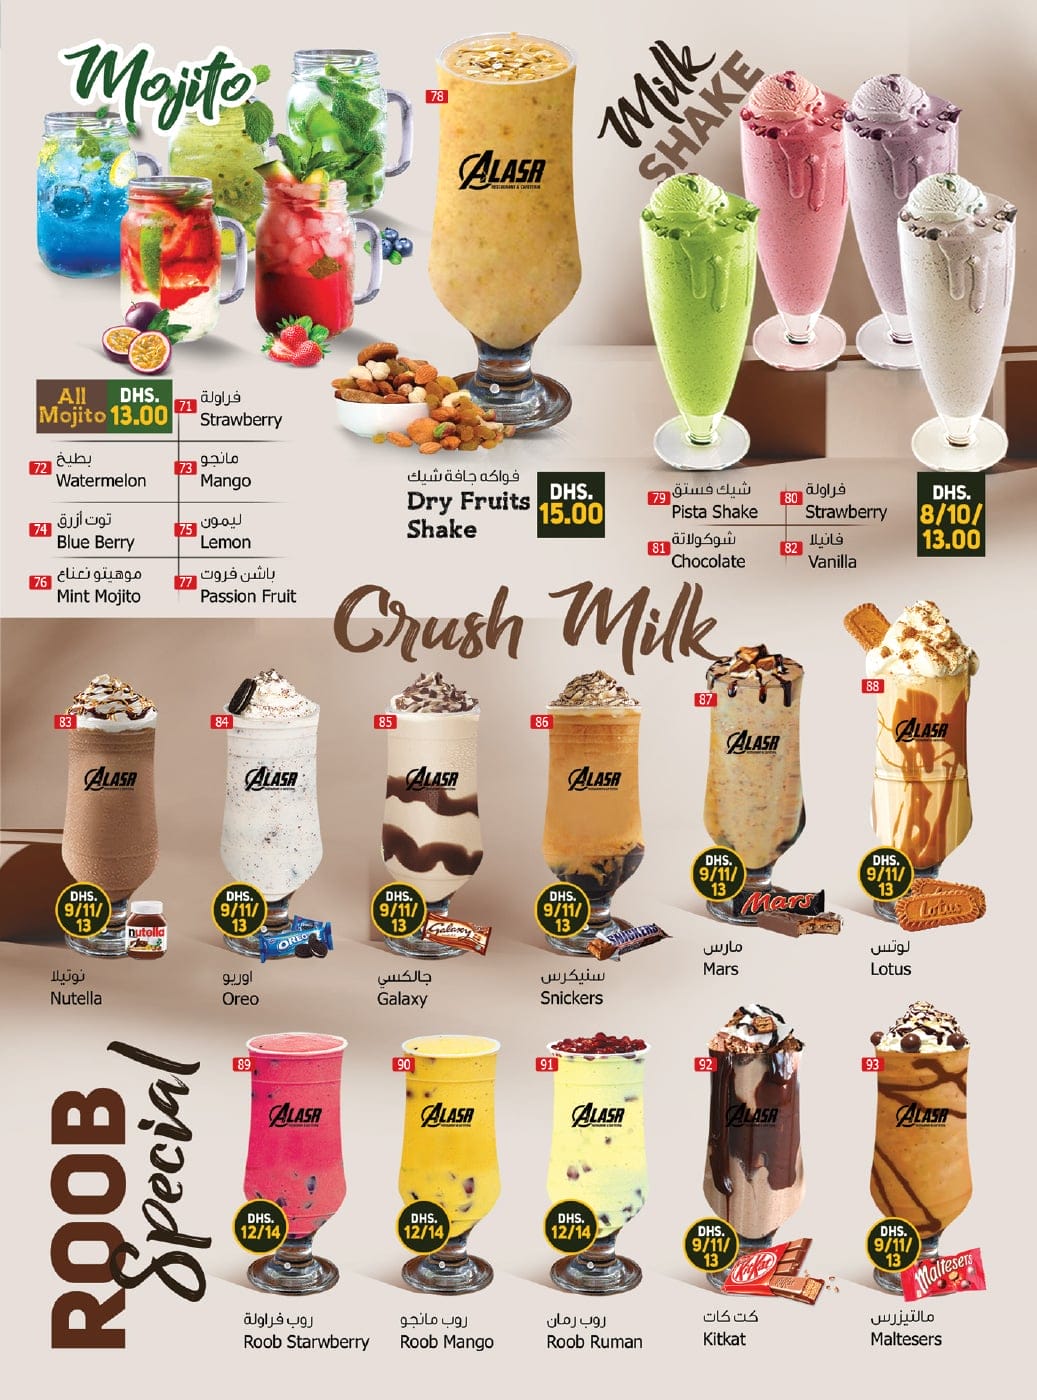 Mojito
78
ALASR
RESTAURANT & CAFETERIA
Milk
SHAKE
All
Mojito
DHS.
13.00
71
فراولة
Strawberry
72
بطيخ
Watermelon
73
مانجو
Mango
74
توت أزرق
Blue Berry
75
ليمون
Lemon
76
موهيتو نعناع
Mint Mojito
77
باشن فروت
Passion Fruit
فواكه جافة شيك
Dry Fruits
Shake
DHS.
15.00
79
شيك فستق
Pista Shake
80
فراولة
Strawberry
81
شوكولاتة
Chocolate
82
فانيلا
Vanilla
DHS.
8/10/
13.00
Crush Milk
83
ALASR
DHS.
9/11/
13
nutella
نوتيلا
Nutella
84
ALASR
DHS.
9/11/
13
OREO
اوريو
Oreo
85
ALASR
DHS.
9/11/
13
Galaxy
جالكسي
Galaxy
86
ALASR
DHS.
9/11/
13
SNICKERS
سنيكرس
Snickers
87
ALASR
DHS.
9/11/
13
Mars
مارس
Mars
88
ALASR
DHS.
9/11/
13
Lotus
لوتس
Lotus
ROOB
Special
89
ALASR
DHS.
12/14
روب فراولة
Roob Starwberry
90
ALASR
DHS.
12/14
روب مانجو
Roob Mango
91
ALASR
DHS.
12/14
روب رمان
Roob Ruman
92
ALASR
DHS.
9/11/
13
KitKat
كت كات
Kitkat
93
ALASR
DHS.
9/11/
13
Maltesers
مالتيزرس
Maltesers